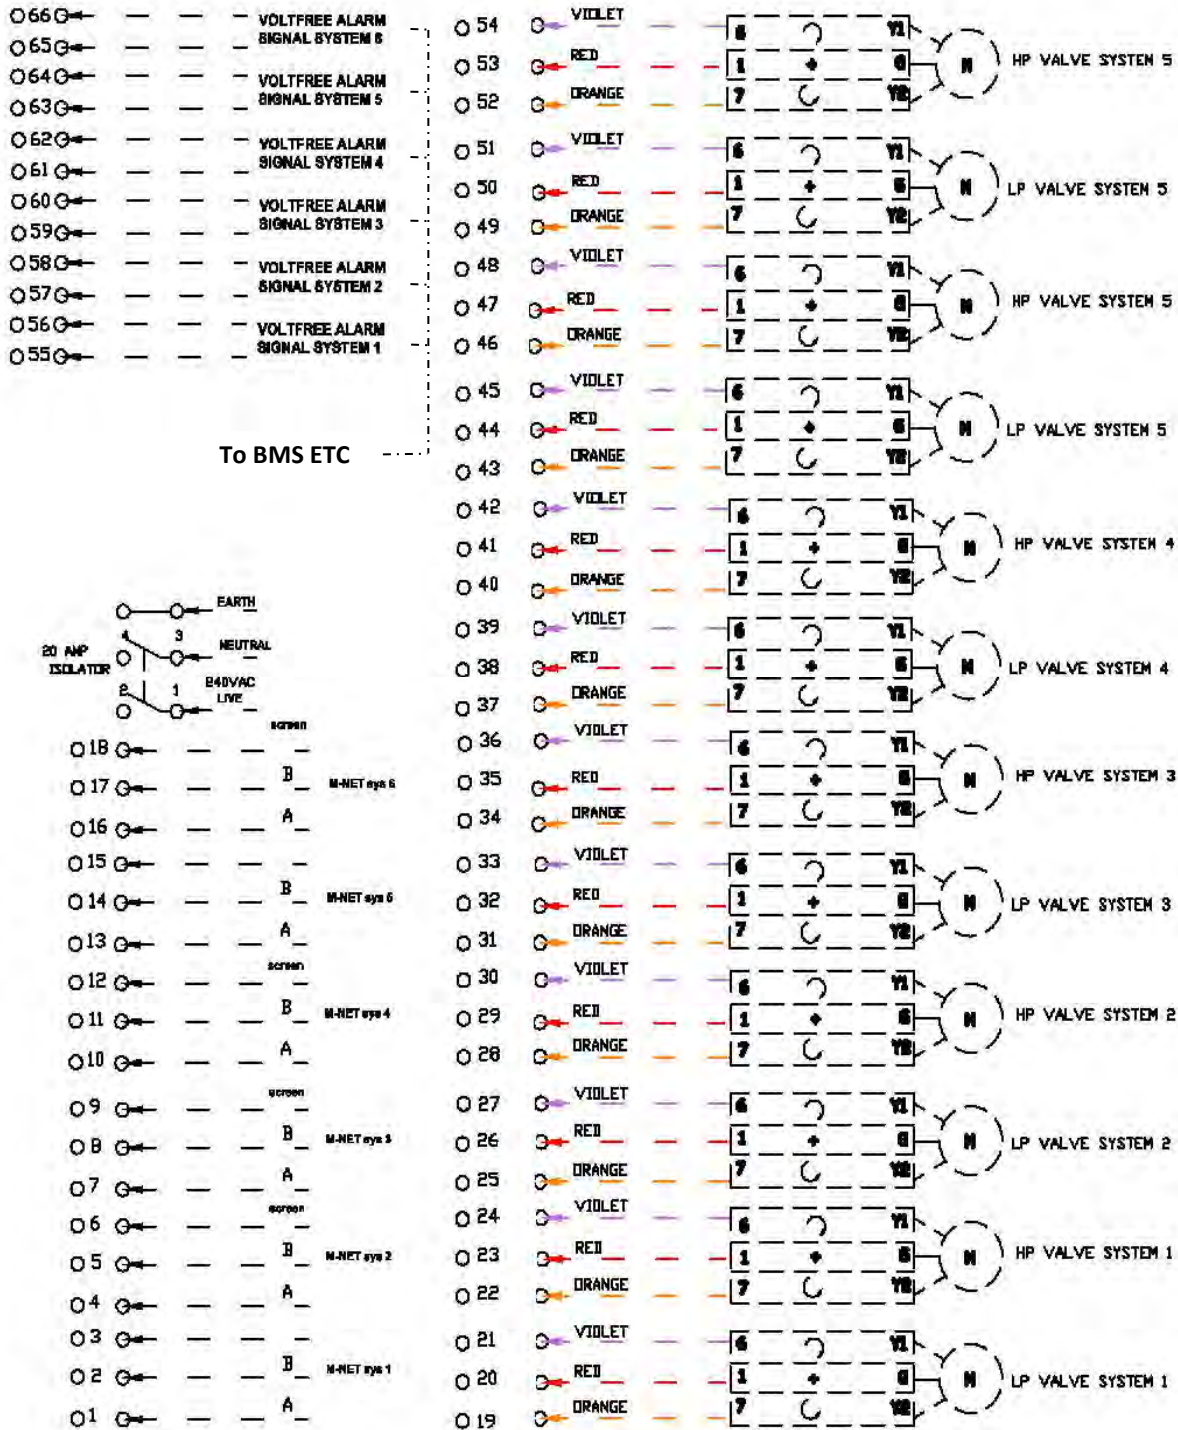 66
VOLTFREE ALARM
SIGNAL SYSTEM 6
65
64
VOLTFREE ALARM
SIGNAL SYSTEM 5
63
62
VOLTFREE ALARM
SIGNAL SYSTEM 4
61
60
VOLTFREE ALARM
SIGNAL SYSTEM 3
59
58
VOLTFREE ALARM
SIGNAL SYSTEM 2
57
56
VOLTFREE ALARM
SIGNAL SYSTEM 1
55
To BMS ETC
EARTH
20 AMP
ISOLATOR
4 3
NEUTRAL
2 1
240VAC
LIVE
screen
18
17 B M-NET sys 6
16 A
15
14 B M-NET sys 5
13 A
screen
12
11 B M-NET sys 4
10 A
screen
9
8 B M-NET sys 3
7 A
screen
6
5 B M-NET sys 2
4 A
3
2 B M-NET sys 1
1 A
54 VIOLET 6 Y1
53 RED 1 G M HP VALVE SYSTEM 5
52 ORANGE 7 Y2
51 VIOLET 6 Y1
50 RED 1 G M LP VALVE SYSTEM 5
49 ORANGE 7 Y2
48 VIOLET 6 Y1
47 RED 1 G M HP VALVE SYSTEM 5
46 ORANGE 7 Y2
45 VIOLET 6 Y1
44 RED 1 G M LP VALVE SYSTEM 5
43 ORANGE 7 Y2
42 VIOLET 6 Y1
41 RED 1 G M HP VALVE SYSTEM 4
40 ORANGE 7 Y2
39 VIOLET 6 Y1
38 RED 1 G M LP VALVE SYSTEM 4
37 ORANGE 7 Y2
36 VIOLET 6 Y1
35 RED 1 G M HP VALVE SYSTEM 3
34 ORANGE 7 Y2
33 VIOLET 6 Y1
32 RED 1 G M LP VALVE SYSTEM 3
31 ORANGE 7 Y2
30 VIOLET 6 Y1
29 RED 1 G M HP VALVE SYSTEM 2
28 ORANGE 7 Y2
27 VIOLET 6 Y1
26 RED 1 G M LP VALVE SYSTEM 2
25 ORANGE 7 Y2
24 VIOLET 6 Y1
23 RED 1 G M HP VALVE SYSTEM 1
22 ORANGE 7 Y2
21 VIOLET 6 Y1
20 RED 1 G M LP VALVE SYSTEM 1
19 ORANGE 7 Y2